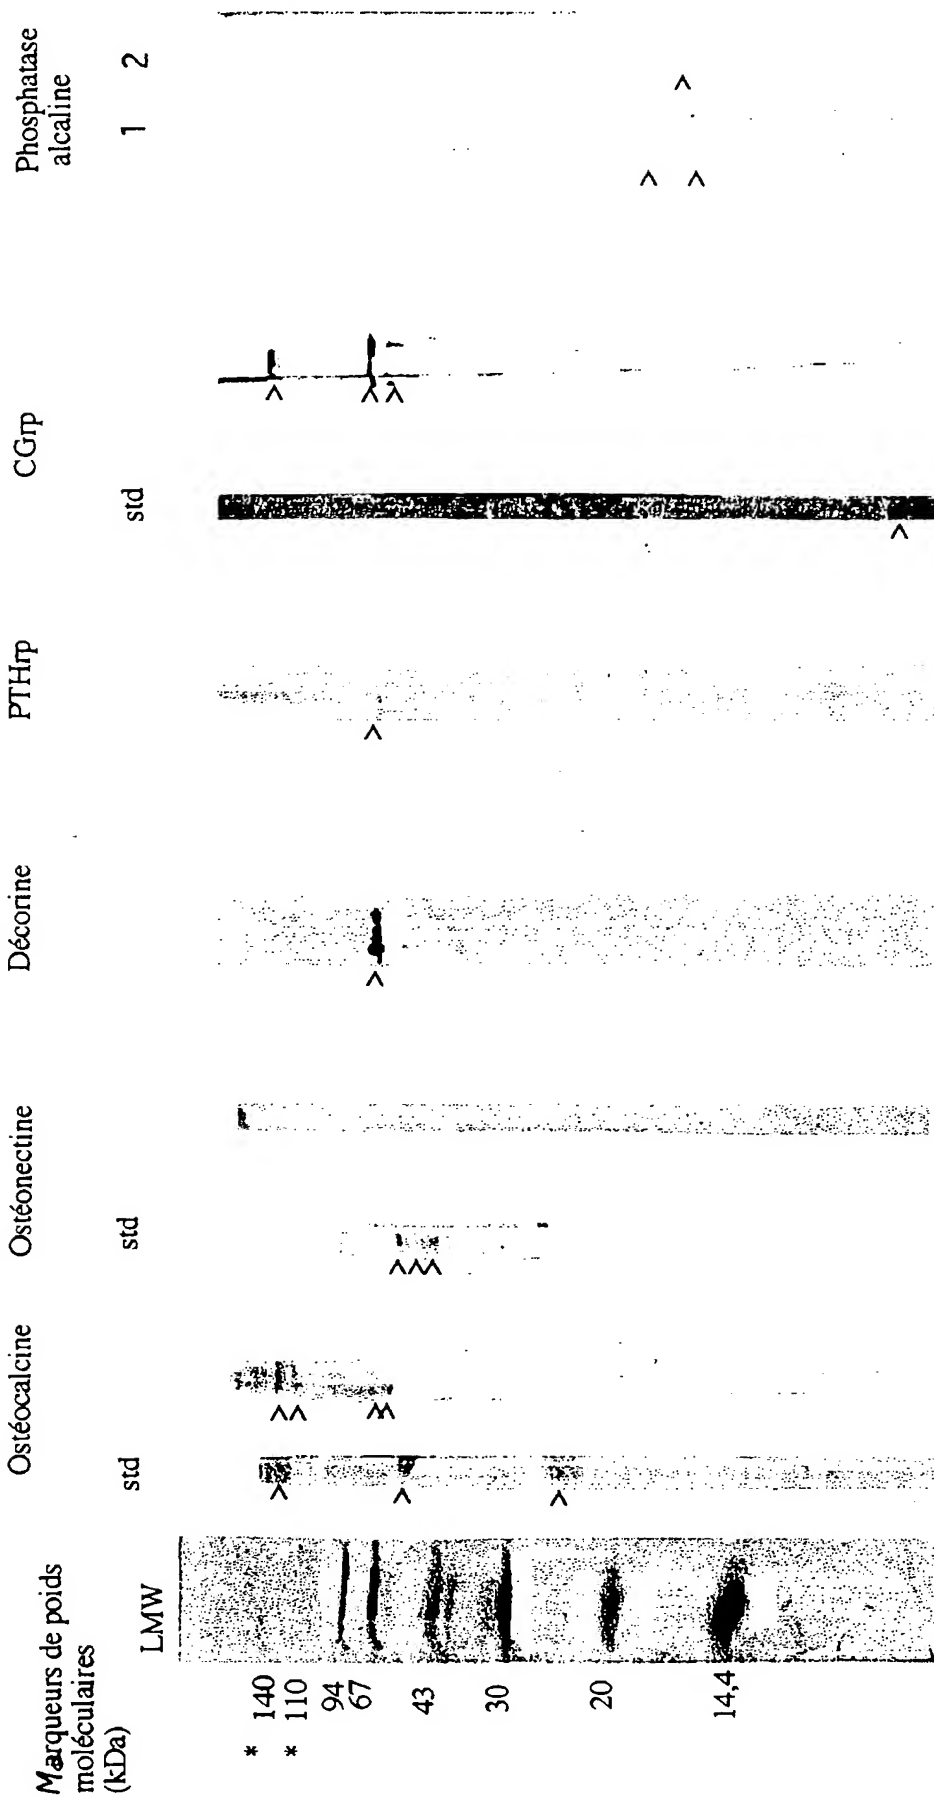 Marqueurs de poids
moléculaires
(kDa)
LMW
* 140
* 110
94
67
43
30
20
14,4
Ostéocalcine
std
Ostéonectine
std
Décorine
PTHrp
CGrp
std
Phosphatase
alcaline
1 2